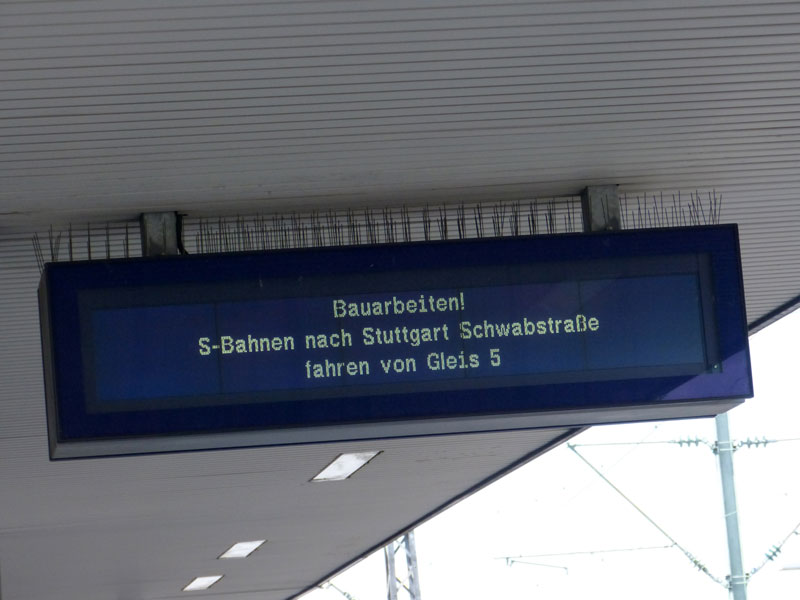 Bauarbeiten!
S-Bahnen nach Stuttgart Schwabstraße
fahren von Gleis 5